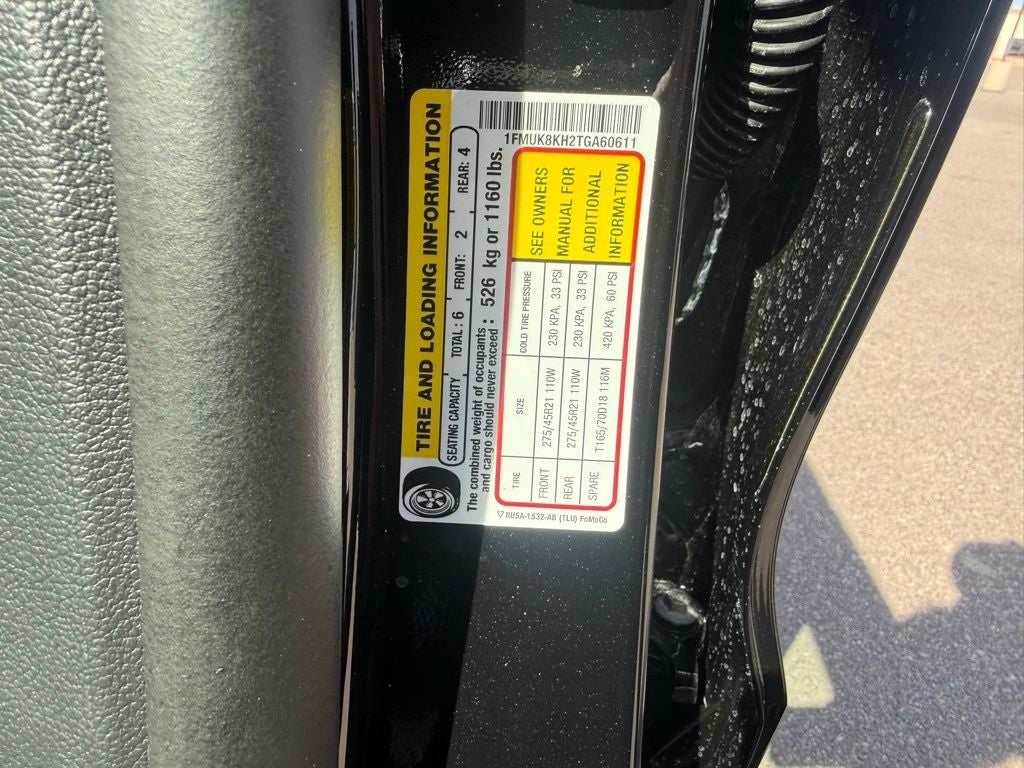 1FMUK8KH2TGA60611
TIRE AND LOADING INFORMATION
SEATING CAPACITY TOTAL: 6 FRONT: 2 REAR: 4
The combined weight of occupants
and cargo should never exceed : 526 kg or 1160 lbs.
TIRE SIZE COLD TIRE PRESSURE
FRONT 275/45R21 110W 230 KPA, 33 PSI
REAR 275/45R21 110W 230 KPA, 33 PSI
SPARE T165/70D18 116M 420 KPA, 60 PSI
SEE OWNERS
MANUAL FOR
ADDITIONAL
INFORMATION
RU5A-1532-AB (TLU) FoMoCo